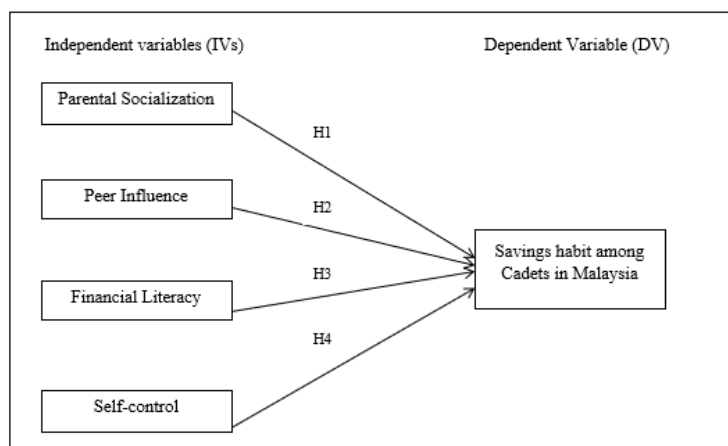 Independent variables (IVs)
Dependent Variable (DV)
Parental Socialization
H1
Peer Influence
H2
Savings habit among
Cadets in Malaysia
Financial Literacy
H3
H4
Self-control